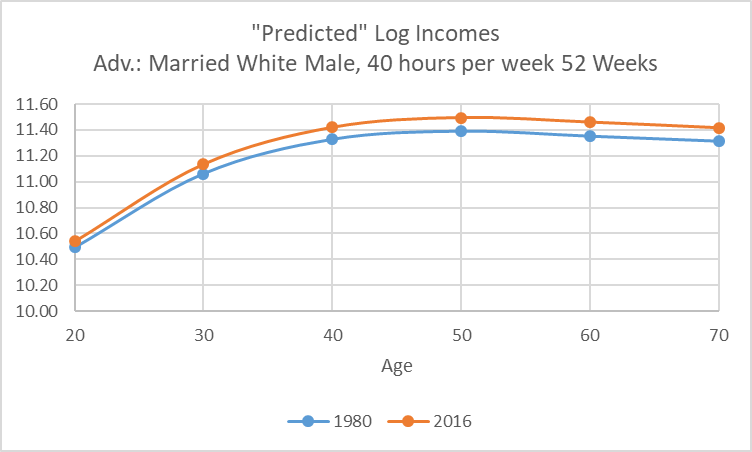 "Predicted" Log Incomes
Adv.: Married White Male, 40 hours per week 52 Weeks
11.60
11.40
11.20
11.00
10.80
10.60
10.40
10.20
10.00
20 30 40 50 60 70
Age
1980 2016